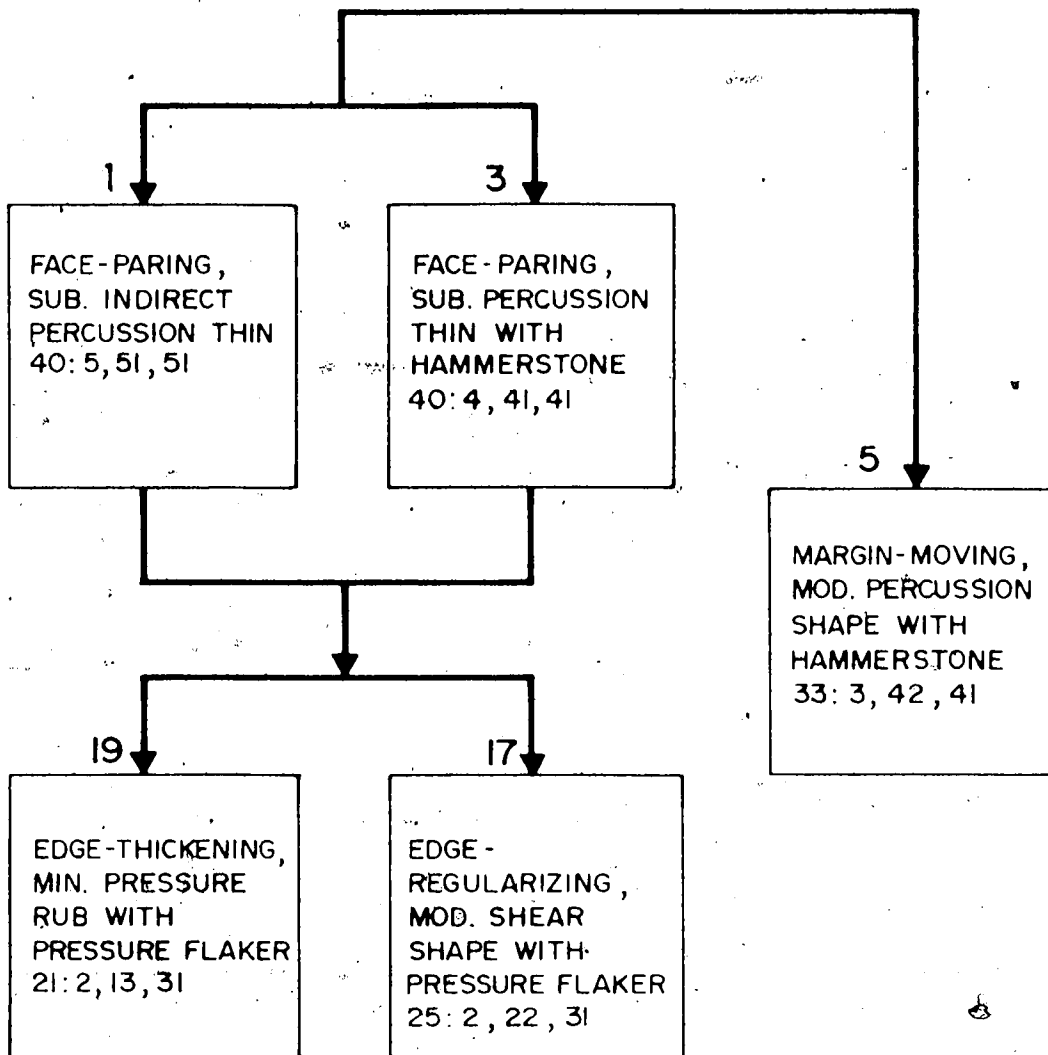 1
FACE-PARING,
SUB. INDIRECT
PERCUSSION THIN
40:5,51,51
3
FACE-PARING,
SUB. PERCUSSION
THIN WITH
HAMMERSTONE
40:4,41,41
5
MARGIN-MOVING,
MOD. PERCUSSION
SHAPE WITH
HAMMERSTONE
33:3,42,41
19
EDGE-THICKENING,
MIN. PRESSURE
RUB WITH
PRESSURE FLAKER
21:2,13,31
17
EDGE-
REGULARIZING,
MOD. SHEAR
SHAPE WITH
PRESSURE FLAKER
25:2,22,31